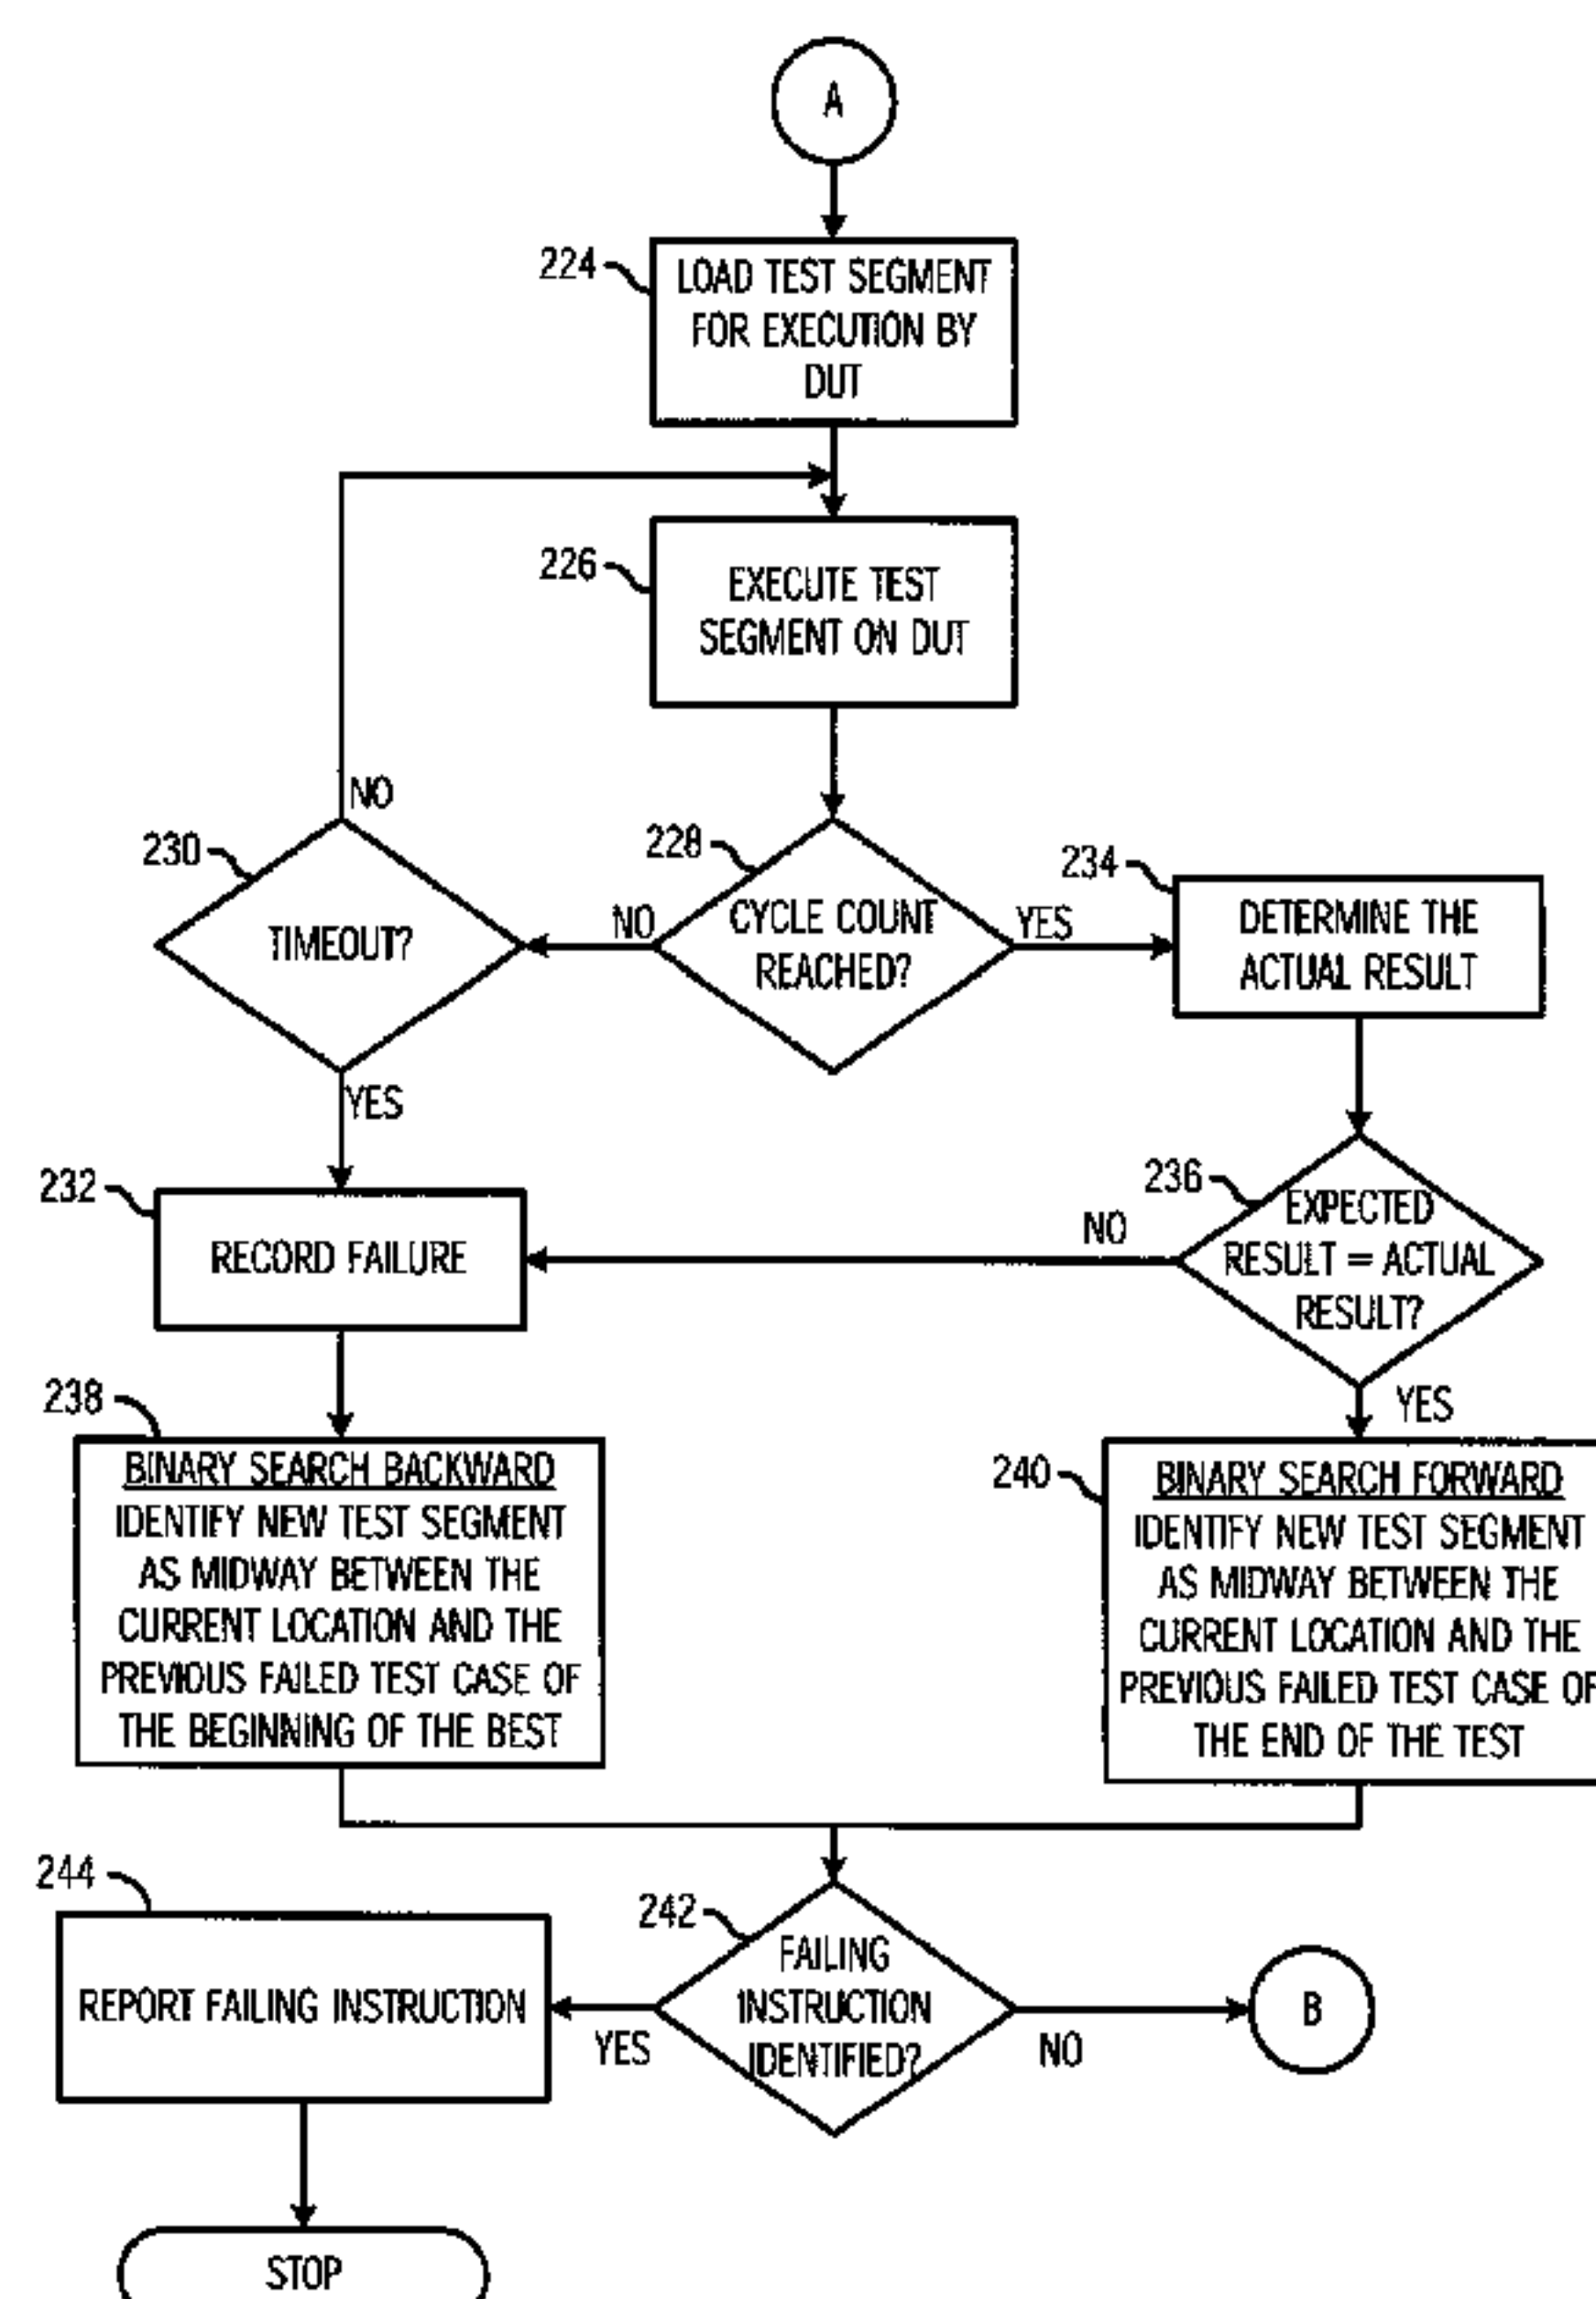 A
224
LOAD TEST SEGMENT
FOR EXECUTION BY
DUT
226
EXECUTE TEST
SEGMENT ON DUT
NO
230
TIMEOUT?
228
NO
CYCLE COUNT
REACHED?
YES
234
DETERMINE THE
ACTUAL RESULT
YES
232
RECORD FAILURE
NO
236
EXPECTED
RESULT = ACTUAL
RESULT?
YES
238
BINARY SEARCH BACKWARD
IDENTIFY NEW TEST SEGMENT
AS MIDWAY BETWEEN THE
CURRENT LOCATION AND THE
PREVIOUS FAILED TEST CASE OF
THE BEGINNING OF THE BEST
240
BINARY SEARCH FORWARD
IDENTIFY NEW TEST SEGMENT
AS MIDWAY BETWEEN THE
CURRENT LOCATION AND THE
PREVIOUS FAILED TEST CASE OF
THE END OF THE TEST
244
REPORT FAILING INSTRUCTION
YES
242
FAILING
INSTRUCTION
IDENTIFIED?
NO
B
STOP